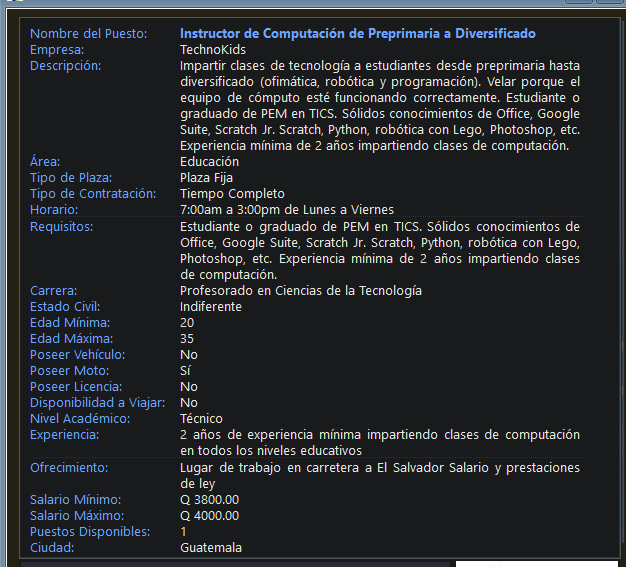 Nombre del Puesto: Instructor de Computación de Preprimaria a Diversificado
Empresa: TechnoKids
Descripción: Impartir clases de tecnología a estudiantes desde preprimaria hasta
diversificado (ofimática, robótica y programación). Velar porque el
equipo de cómputo esté funcionando correctamente. Estudiante o
graduado de PEM en TICS. Sólidos conocimientos de Office, Google
Suite, Scratch Jr. Scratch, Python, robótica con Lego, Photoshop, etc.
Experiencia mínima de 2 años impartiendo clases de computación.
Área: Educación
Tipo de Plaza: Plaza Fija
Tipo de Contratación: Tiempo Completo
Horario: 7:00am a 3:00pm de Lunes a Viernes
Requisitos: Estudiante o graduado de PEM en TICS. Sólidos conocimientos de
Office, Google Suite, Scratch Jr. Scratch, Python, robótica con Lego,
Photoshop, etc. Experiencia mínima de 2 años impartiendo clases
de computación.
Carrera: Profesorado en Ciencias de la Tecnología
Estado Civil: Indiferente
Edad Mínima: 20
Edad Máxima: 35
Poseer Vehículo: No
Poseer Moto: Sí
Poseer Licencia: No
Disponibilidad a Viajar: No
Nivel Académico: Técnico
Experiencia: 2 años de experiencia mínima impartiendo clases de computación
en todos los niveles educativos
Ofrecimiento: Lugar de trabajo en carretera a El Salvador Salario y prestaciones
de ley
Salario Mínimo: Q 3800.00
Salario Máximo: Q 4000.00
Puestos Disponibles: 1
Ciudad: Guatemala